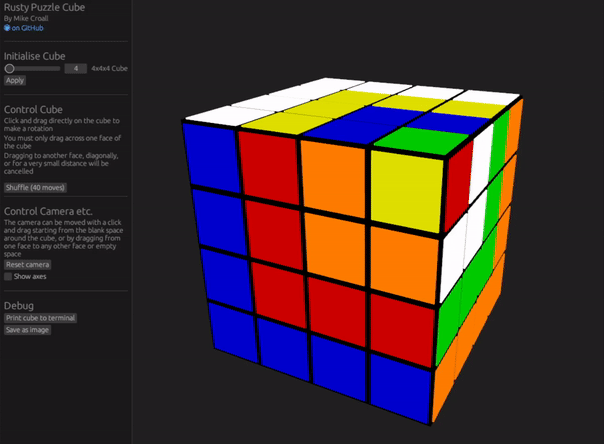 Rusty Puzzle Cube
By Mike Croall
on GitHub
Initialise Cube
4
4x4x4 Cube
Apply
Control Cube
Click and drag directly on the cube to
make a rotation
You must only drag across one face of
the cube
Dragging to another face, diagonally,
or for a very small distance will be
cancelled
Shuffle (40 moves)
Control Camera etc.
The camera can be moved with a click
and drag starting from the blank space
around the cube, or by dragging from
one face to any other face or empty
space
Reset camera
Show axes
Debug
Print cube to terminal
Save as image